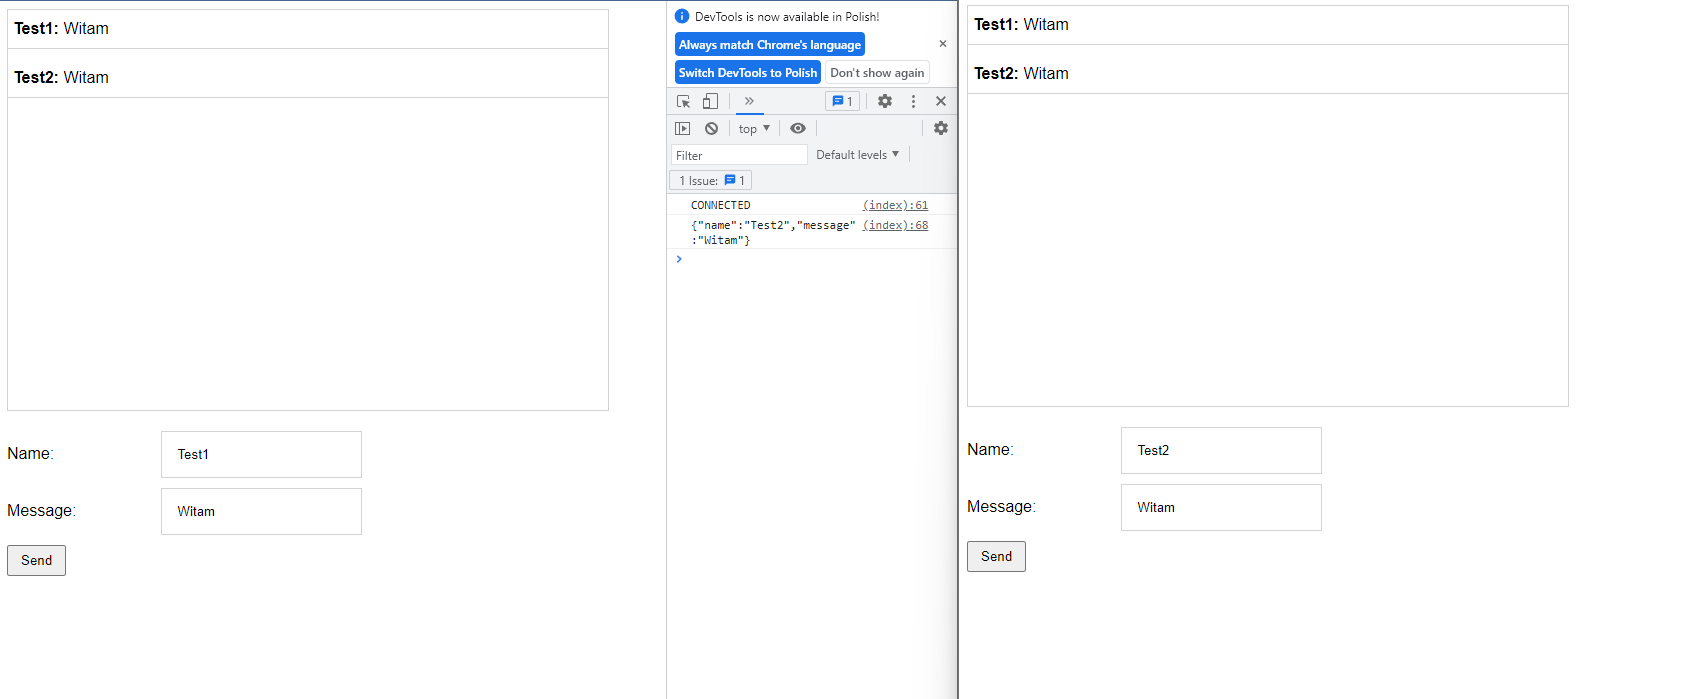 Test1: Witam
Test2: Witam
Name:
Test1
Message:
Witam
Send
DevTools is now available in Polish!
Always match Chrome's language
Switch DevTools to Polish
Don't show again
1
top
Filter
Default levels
1 Issue: 1
CONNECTED (index):61
{"name":"Test2","message" (index):68
:"Witam"}
Test1: Witam
Test2: Witam
Name:
Test2
Message:
Witam
Send